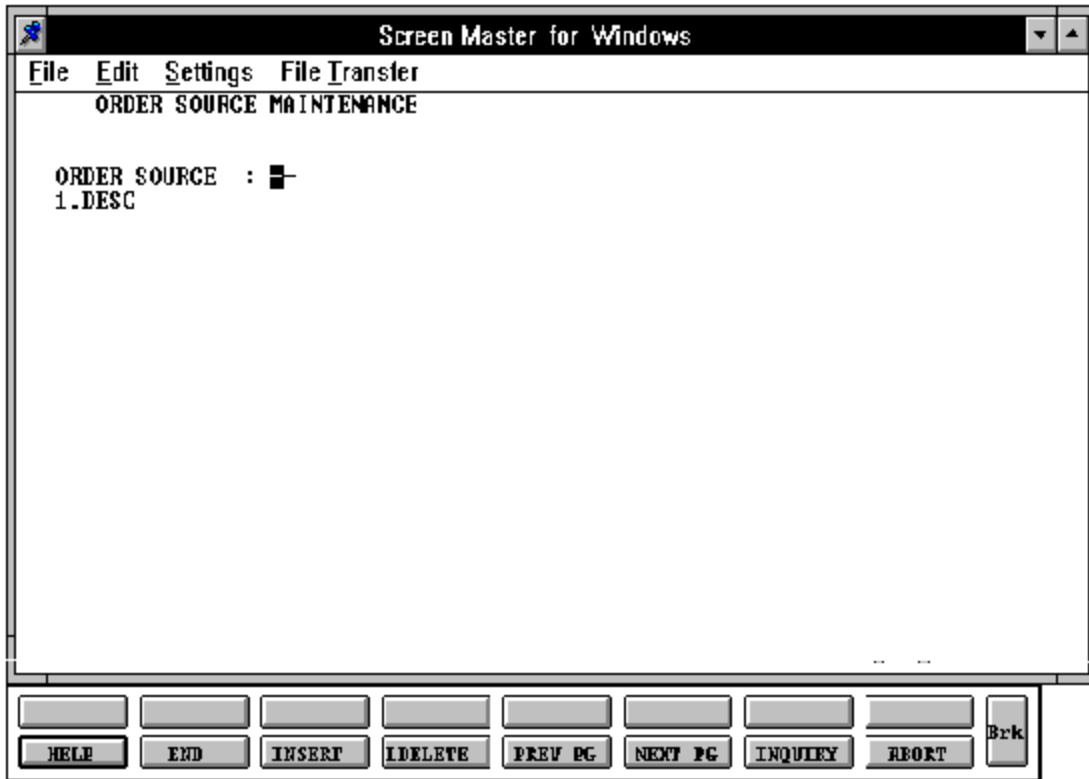 Screen Master for Windows
File Edit Settings File Transfer
ORDER SOURCE MAINTENANCE
ORDER SOURCE :
1.DESC
Brk
HELP END INSERT IDELETE PREV PG NEXT PG INQUIRY ABORT